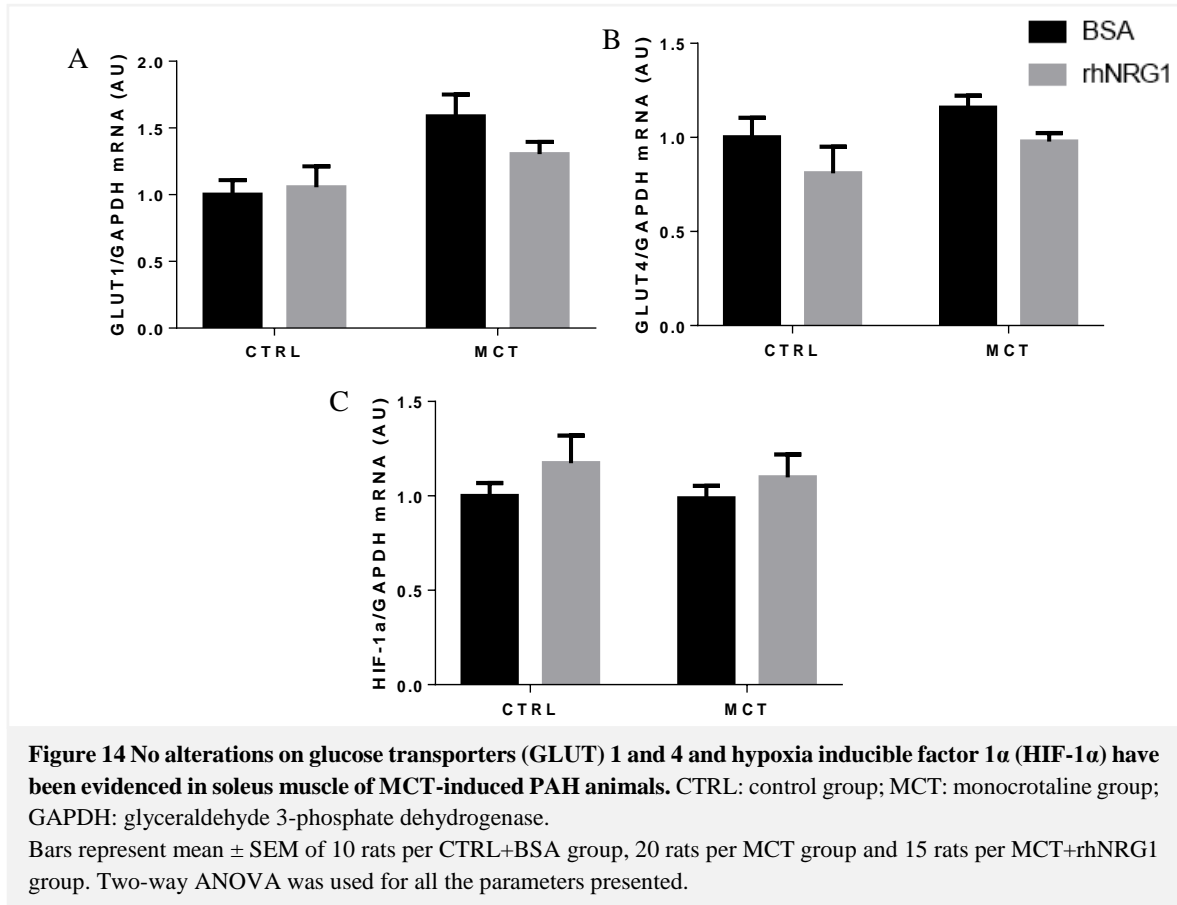 A
GLUT1/GAPDH mRNA (AU)
2.0
1.5
1.0
0.5
0.0
CTRL
MCT
B
GLUT4/GAPDH mRNA (AU)
1.5
1.0
0.5
0.0
CTRL
MCT
BSA
rhNRG1
C
HIF-1a/GAPDH mRNA (AU)
1.5
1.0
0.5
0.0
CTRL
MCT
Figure 14 No alterations on glucose transporters (GLUT) 1 and 4 and hypoxia inducible factor 1α (HIF-1α) have
been evidenced in soleus muscle of MCT-induced PAH animals. CTRL: control group; MCT: monocrotaline group;
GAPDH: glyceraldehyde 3-phosphate dehydrogenase.
Bars represent mean ± SEM of 10 rats per CTRL+BSA group, 20 rats per MCT group and 15 rats per MCT+rhNRG1
group. Two-way ANOVA was used for all the parameters presented.